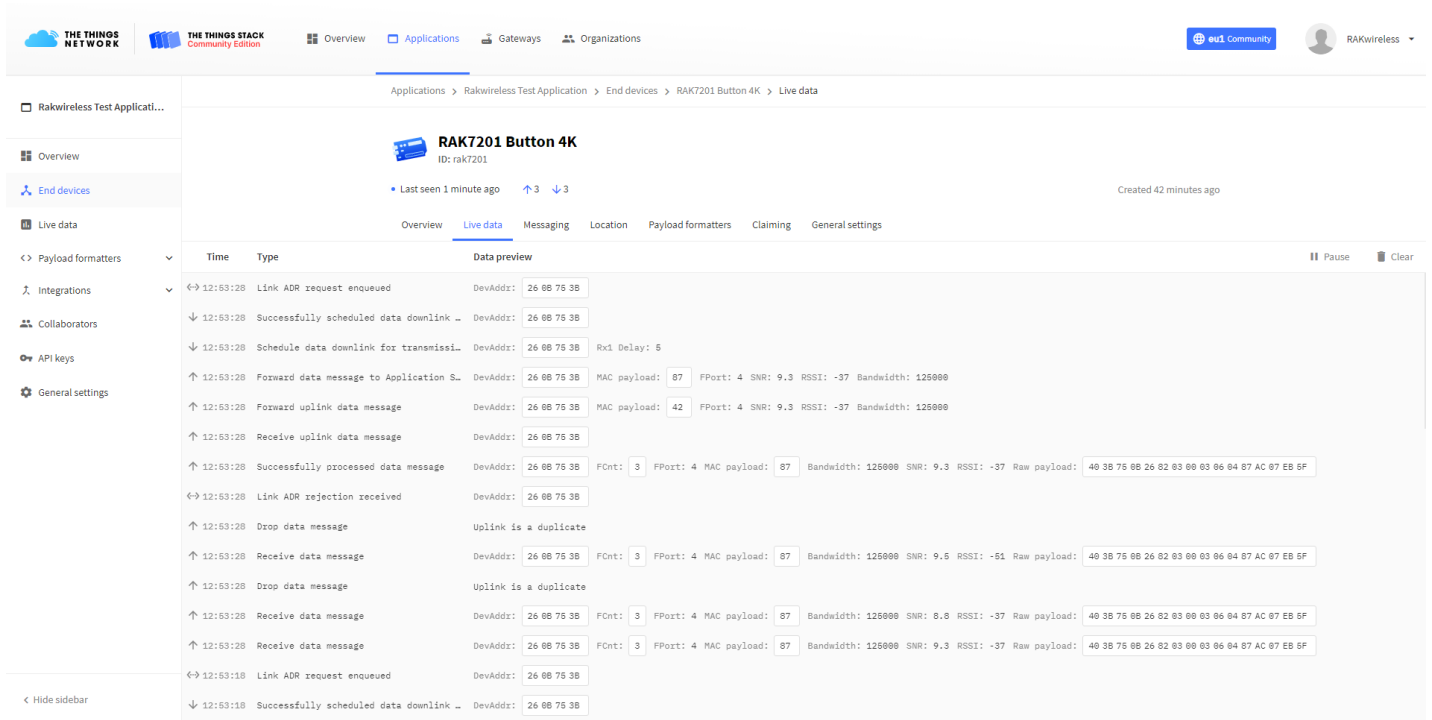 THE THINGS NETWORK
THE THINGS STACK
Community Edition
Overview
Applications
Gateways
Organizations
eu1 Community
RAKwireless
Rakwireless Test Applicati...
Overview
End devices
Live data
Payload formatters
Integrations
Collaborators
API keys
General settings
Hide sidebar
Applications > Rakwireless Test Application > End devices > RAK7201 Button 4K > Live data
RAK7201 Button 4K
ID: rak7201
Last seen 1 minute ago ↑3 ↓3 Created 42 minutes ago
Overview Live data Messaging Location Payload formatters Claiming General settings
Time Type Data preview Pause Clear
12:53:28 Link ADR request enqueued DevAddr: 26 0B 75 3B
12:53:28 Successfully scheduled data downlink … DevAddr: 26 0B 75 3B
12:53:28 Schedule data downlink for transmissi… DevAddr: 26 0B 75 3B Rx1 Delay: 5
12:53:28 Forward data message to Application S… DevAddr: 26 0B 75 3B MAC payload: 87 FPort: 4 SNR: 9.3 RSSI: -37 Bandwidth: 125000
12:53:28 Forward uplink data message DevAddr: 26 0B 75 3B MAC payload: 42 FPort: 4 SNR: 9.3 RSSI: -37 Bandwidth: 125000
12:53:28 Receive uplink data message DevAddr: 26 0B 75 3B
12:53:28 Successfully processed data message DevAddr: 26 0B 75 3B FCnt: 3 FPort: 4 MAC payload: 87 Bandwidth: 125000 SNR: 9.3 RSSI: -37 Raw payload: 40 3B 75 0B 26 82 03 00 03 06 04 87 AC 07 EB 5F
12:53:28 Link ADR rejection received DevAddr: 26 0B 75 3B
12:53:28 Drop data message Uplink is a duplicate
12:53:28 Receive data message DevAddr: 26 0B 75 3B FCnt: 3 FPort: 4 MAC payload: 87 Bandwidth: 125000 SNR: 9.5 RSSI: -51 Raw payload: 40 3B 75 0B 26 82 03 00 03 06 04 87 AC 07 EB 5F
12:53:28 Drop data message Uplink is a duplicate
12:53:28 Receive data message DevAddr: 26 0B 75 3B FCnt: 3 FPort: 4 MAC payload: 87 Bandwidth: 125000 SNR: 8.8 RSSI: -37 Raw payload: 40 3B 75 0B 26 82 03 00 03 06 04 87 AC 07 EB 5F
12:53:28 Receive data message DevAddr: 26 0B 75 3B FCnt: 3 FPort: 4 MAC payload: 87 Bandwidth: 125000 SNR: 9.3 RSSI: -37 Raw payload: 40 3B 75 0B 26 82 03 00 03 06 04 87 AC 07 EB 5F
12:53:18 Link ADR request enqueued DevAddr: 26 0B 75 3B
12:53:18 Successfully scheduled data downlink … DevAddr: 26 0B 75 3B